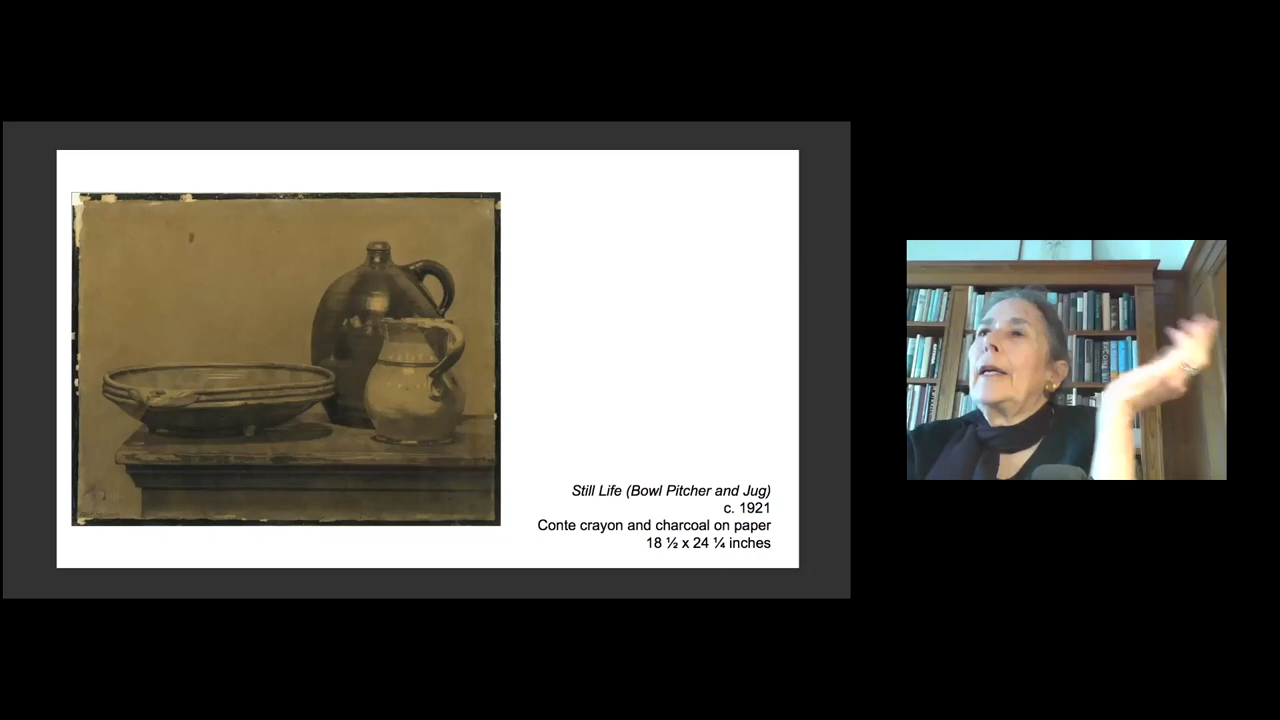 Still Life (Bowl Pitcher and Jug)
c. 1921
Conte crayon and charcoal on paper
18 ½ x 24 ¼ inches